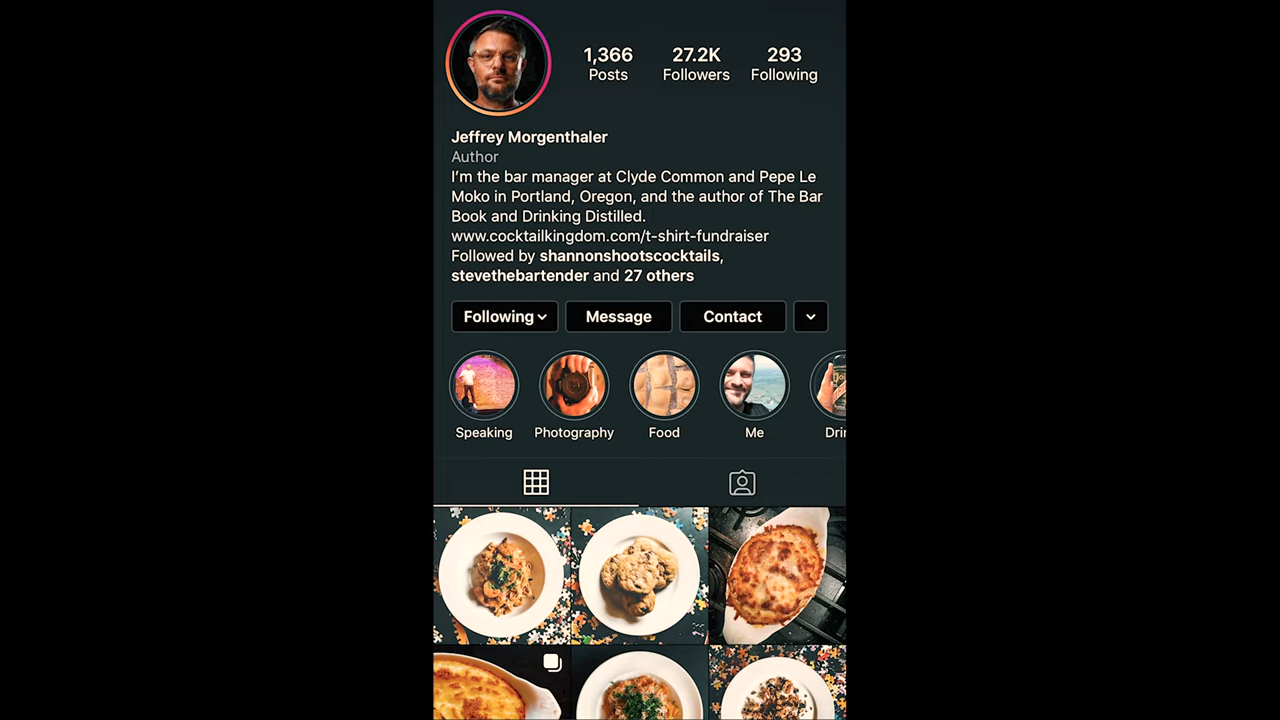 1,366 27.2K 293
Posts Followers Following
Jeffrey Morgenthaler
Author
I'm the bar manager at Clyde Common and Pepe Le
Moko in Portland, Oregon, and the author of The Bar
Book and Drinking Distilled.
www.cocktailkingdom.com/t-shirt-fundraiser
Followed by shannonshootscocktails,
stevethebartender and 27 others
Following Message Contact
Speaking Photography Food Me Drin